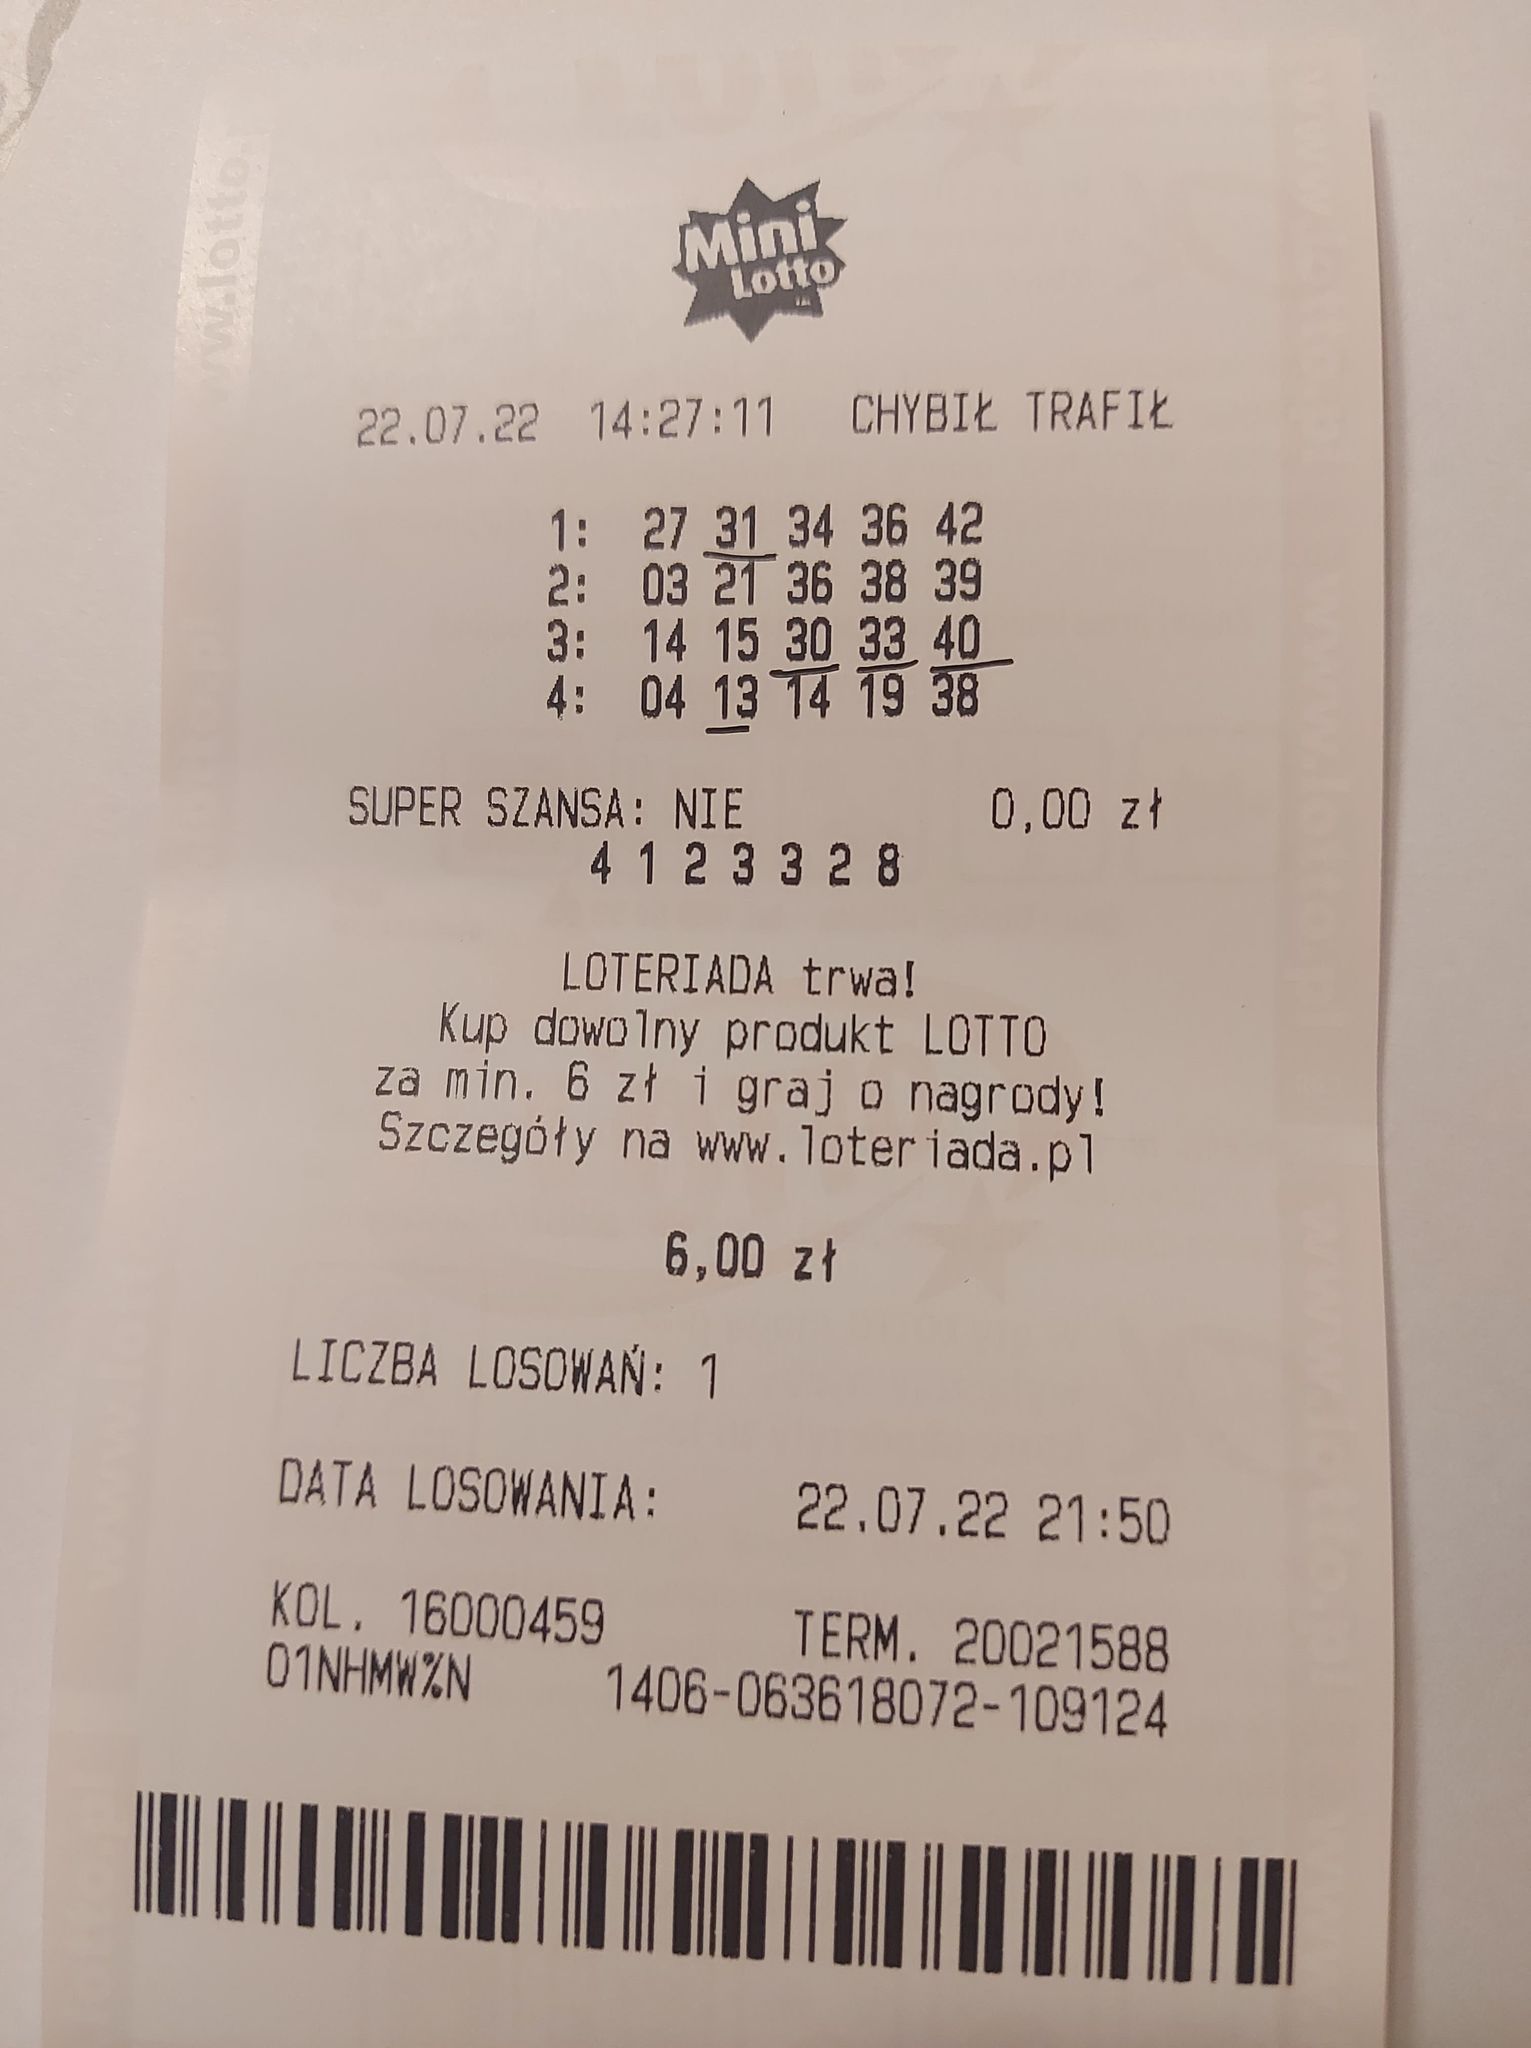 www.lotto
Mini
Lotto
22.07.22 14:27:11 CHYBIŁ TRAFIŁ
1: 27 31 34 36 42
2: 03 21 36 38 39
3: 14 15 30 33 40
4: 04 13 14 19 38
SUPER SZANSA: NIE 0,00 zł
4 1 2 3 3 2 8
LOTERIADA trwa!
Kup dowolny produkt LOTTO
za min. 6 zł i graj o nagrody!
Szczegóły na www.loteriada.pl
6,00 zł
LICZBA LOSOWAŃ: 1
DATA LOSOWANIA: 22.07.22 21:50
KOL. 16000459 TERM. 20021588
01NHMW%N 1406-063618072-109124